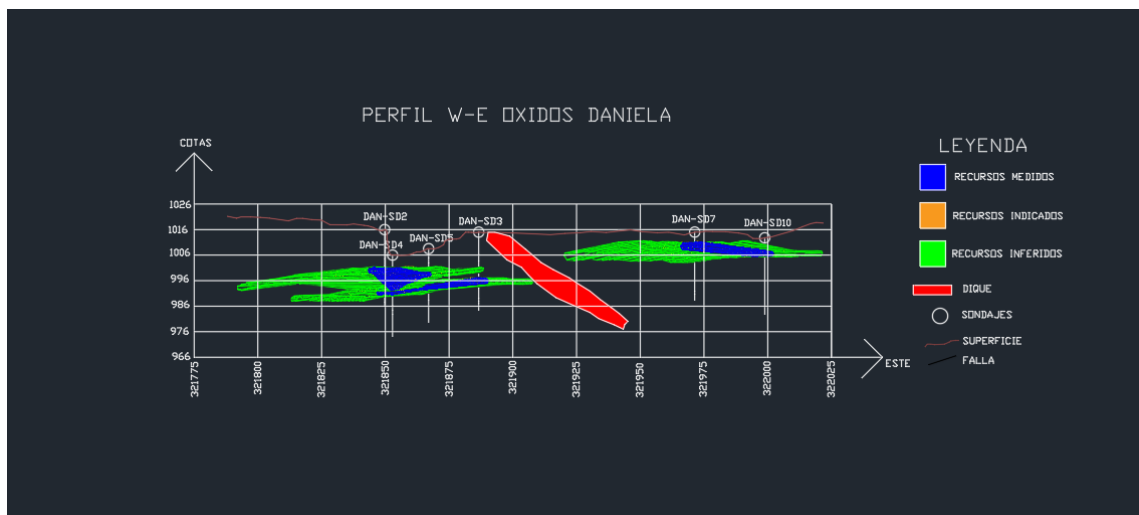 PERFIL W-E OXIDOS DANIELA
COTAS
LEYENDA
RECURSOS MEDIDOS
RECURSOS INDICADOS
RECURSOS INFERIDOS
DIQUE
SONDAJES
SUPERFICIE
FALLA
1026
1016
1006
996
986
976
966
DAN-SD2
DAN-SD4
DAN-SD5
DAN-SD3
DAN-SD7
DAN-SD10
ESTE
321775
321800
321825
321850
321875
321900
321925
321950
321975
322000
322025